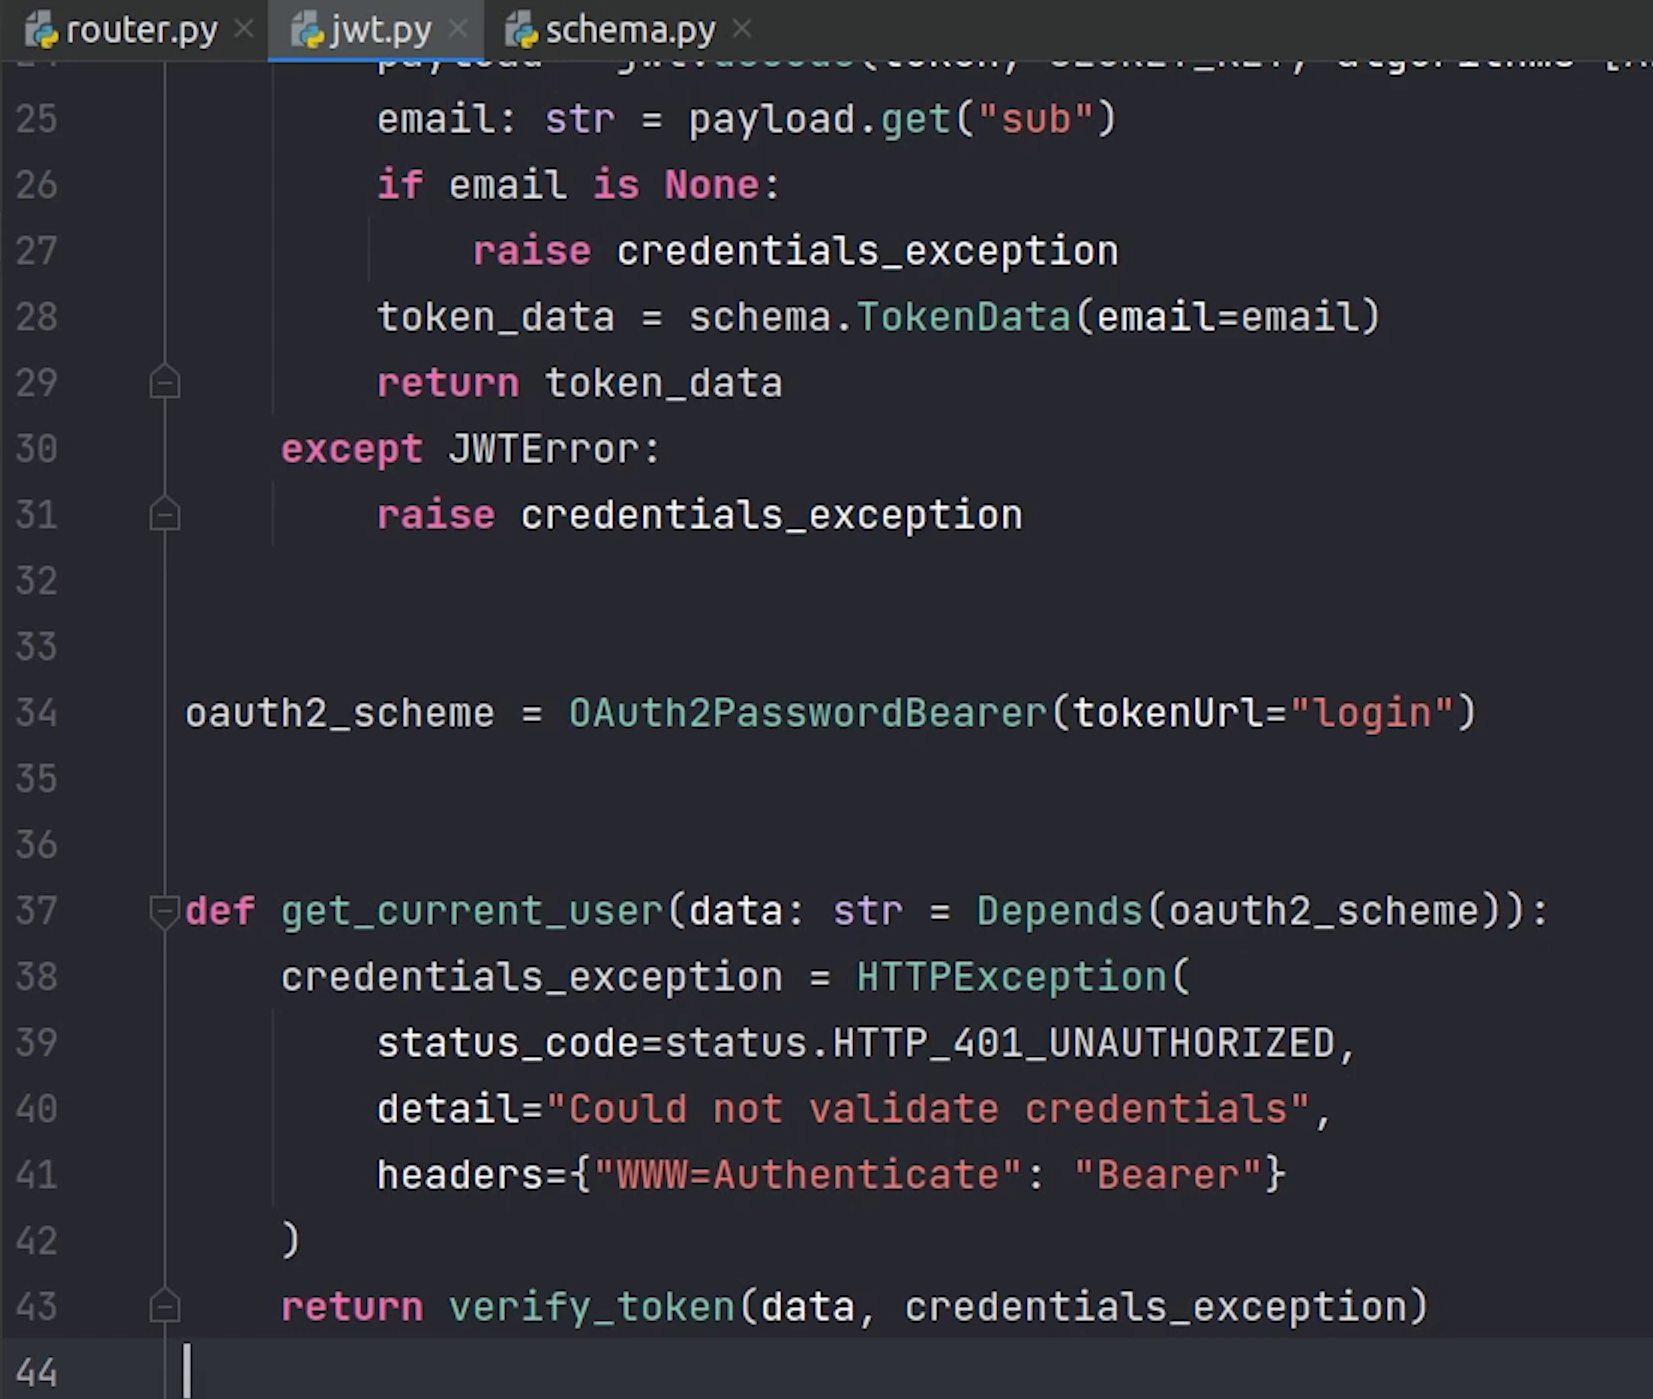 router.py jwt.py schema.py
25 email: str = payload.get("sub")
26 if email is None:
27 raise credentials_exception
28 token_data = schema.TokenData(email=email)
29 return token_data
30 except JWTError:
31 raise credentials_exception
32
33
34 oauth2_scheme = OAuth2PasswordBearer(tokenUrl="login")
35
36
37 def get_current_user(data: str = Depends(oauth2_scheme)):
38 credentials_exception = HTTPException(
39 status_code=status.HTTP_401_UNAUTHORIZED,
40 detail="Could not validate credentials",
41 headers={"WWW=Authenticate": "Bearer"}
42 )
43 return verify_token(data, credentials_exception)
44